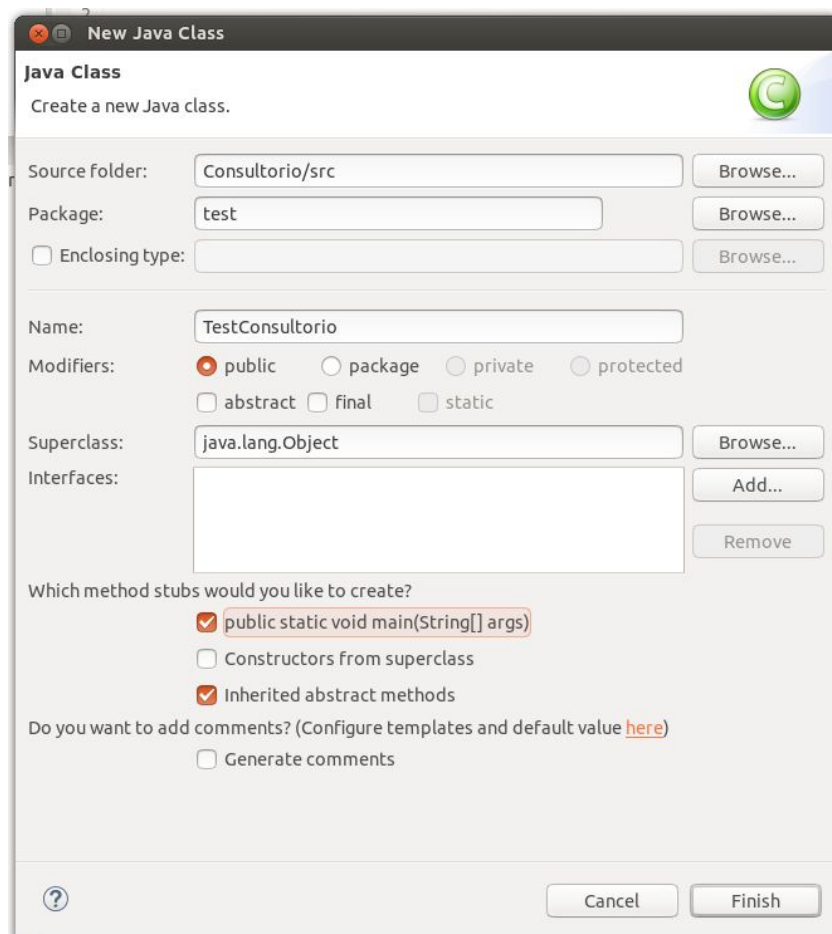 New Java Class
Java Class
Create a new Java class.
Source folder: Consultorio/src Browse...
Package: test Browse...
Enclosing type: Browse...
Name: TestConsultorio
Modifiers: public package private protected
abstract final static
Superclass: java.lang.Object Browse...
Interfaces: Add...
Remove
Which method stubs would you like to create?
public static void main(String[] args)
Constructors from superclass
Inherited abstract methods
Do you want to add comments? (Configure templates and default value here)
Generate comments
? Cancel Finish